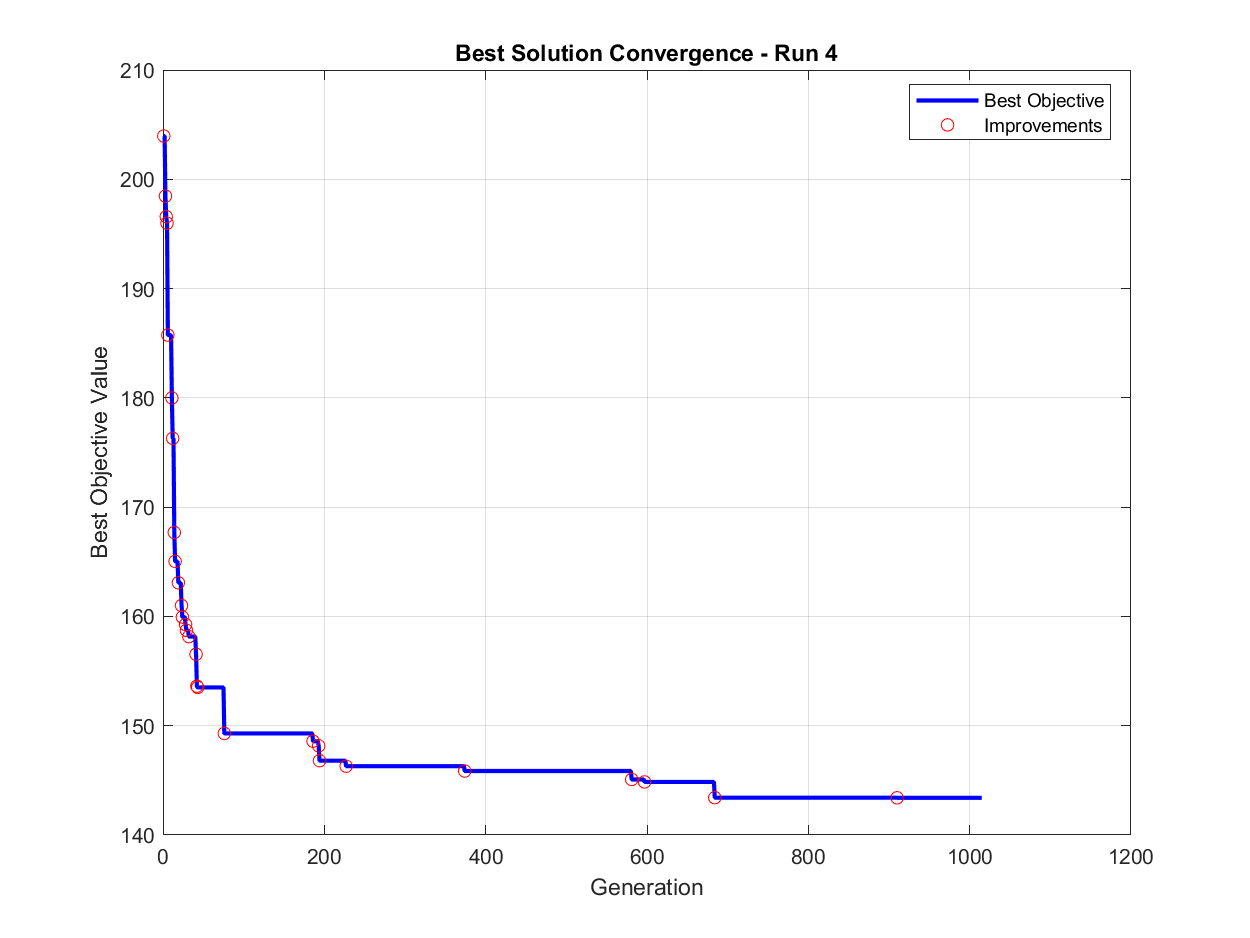 Best Solution Convergence - Run 4
Best Objective
Improvements
210
200
190
180
170
160
150
140
Best Objective Value
0 200 400 600 800 1000 1200
Generation